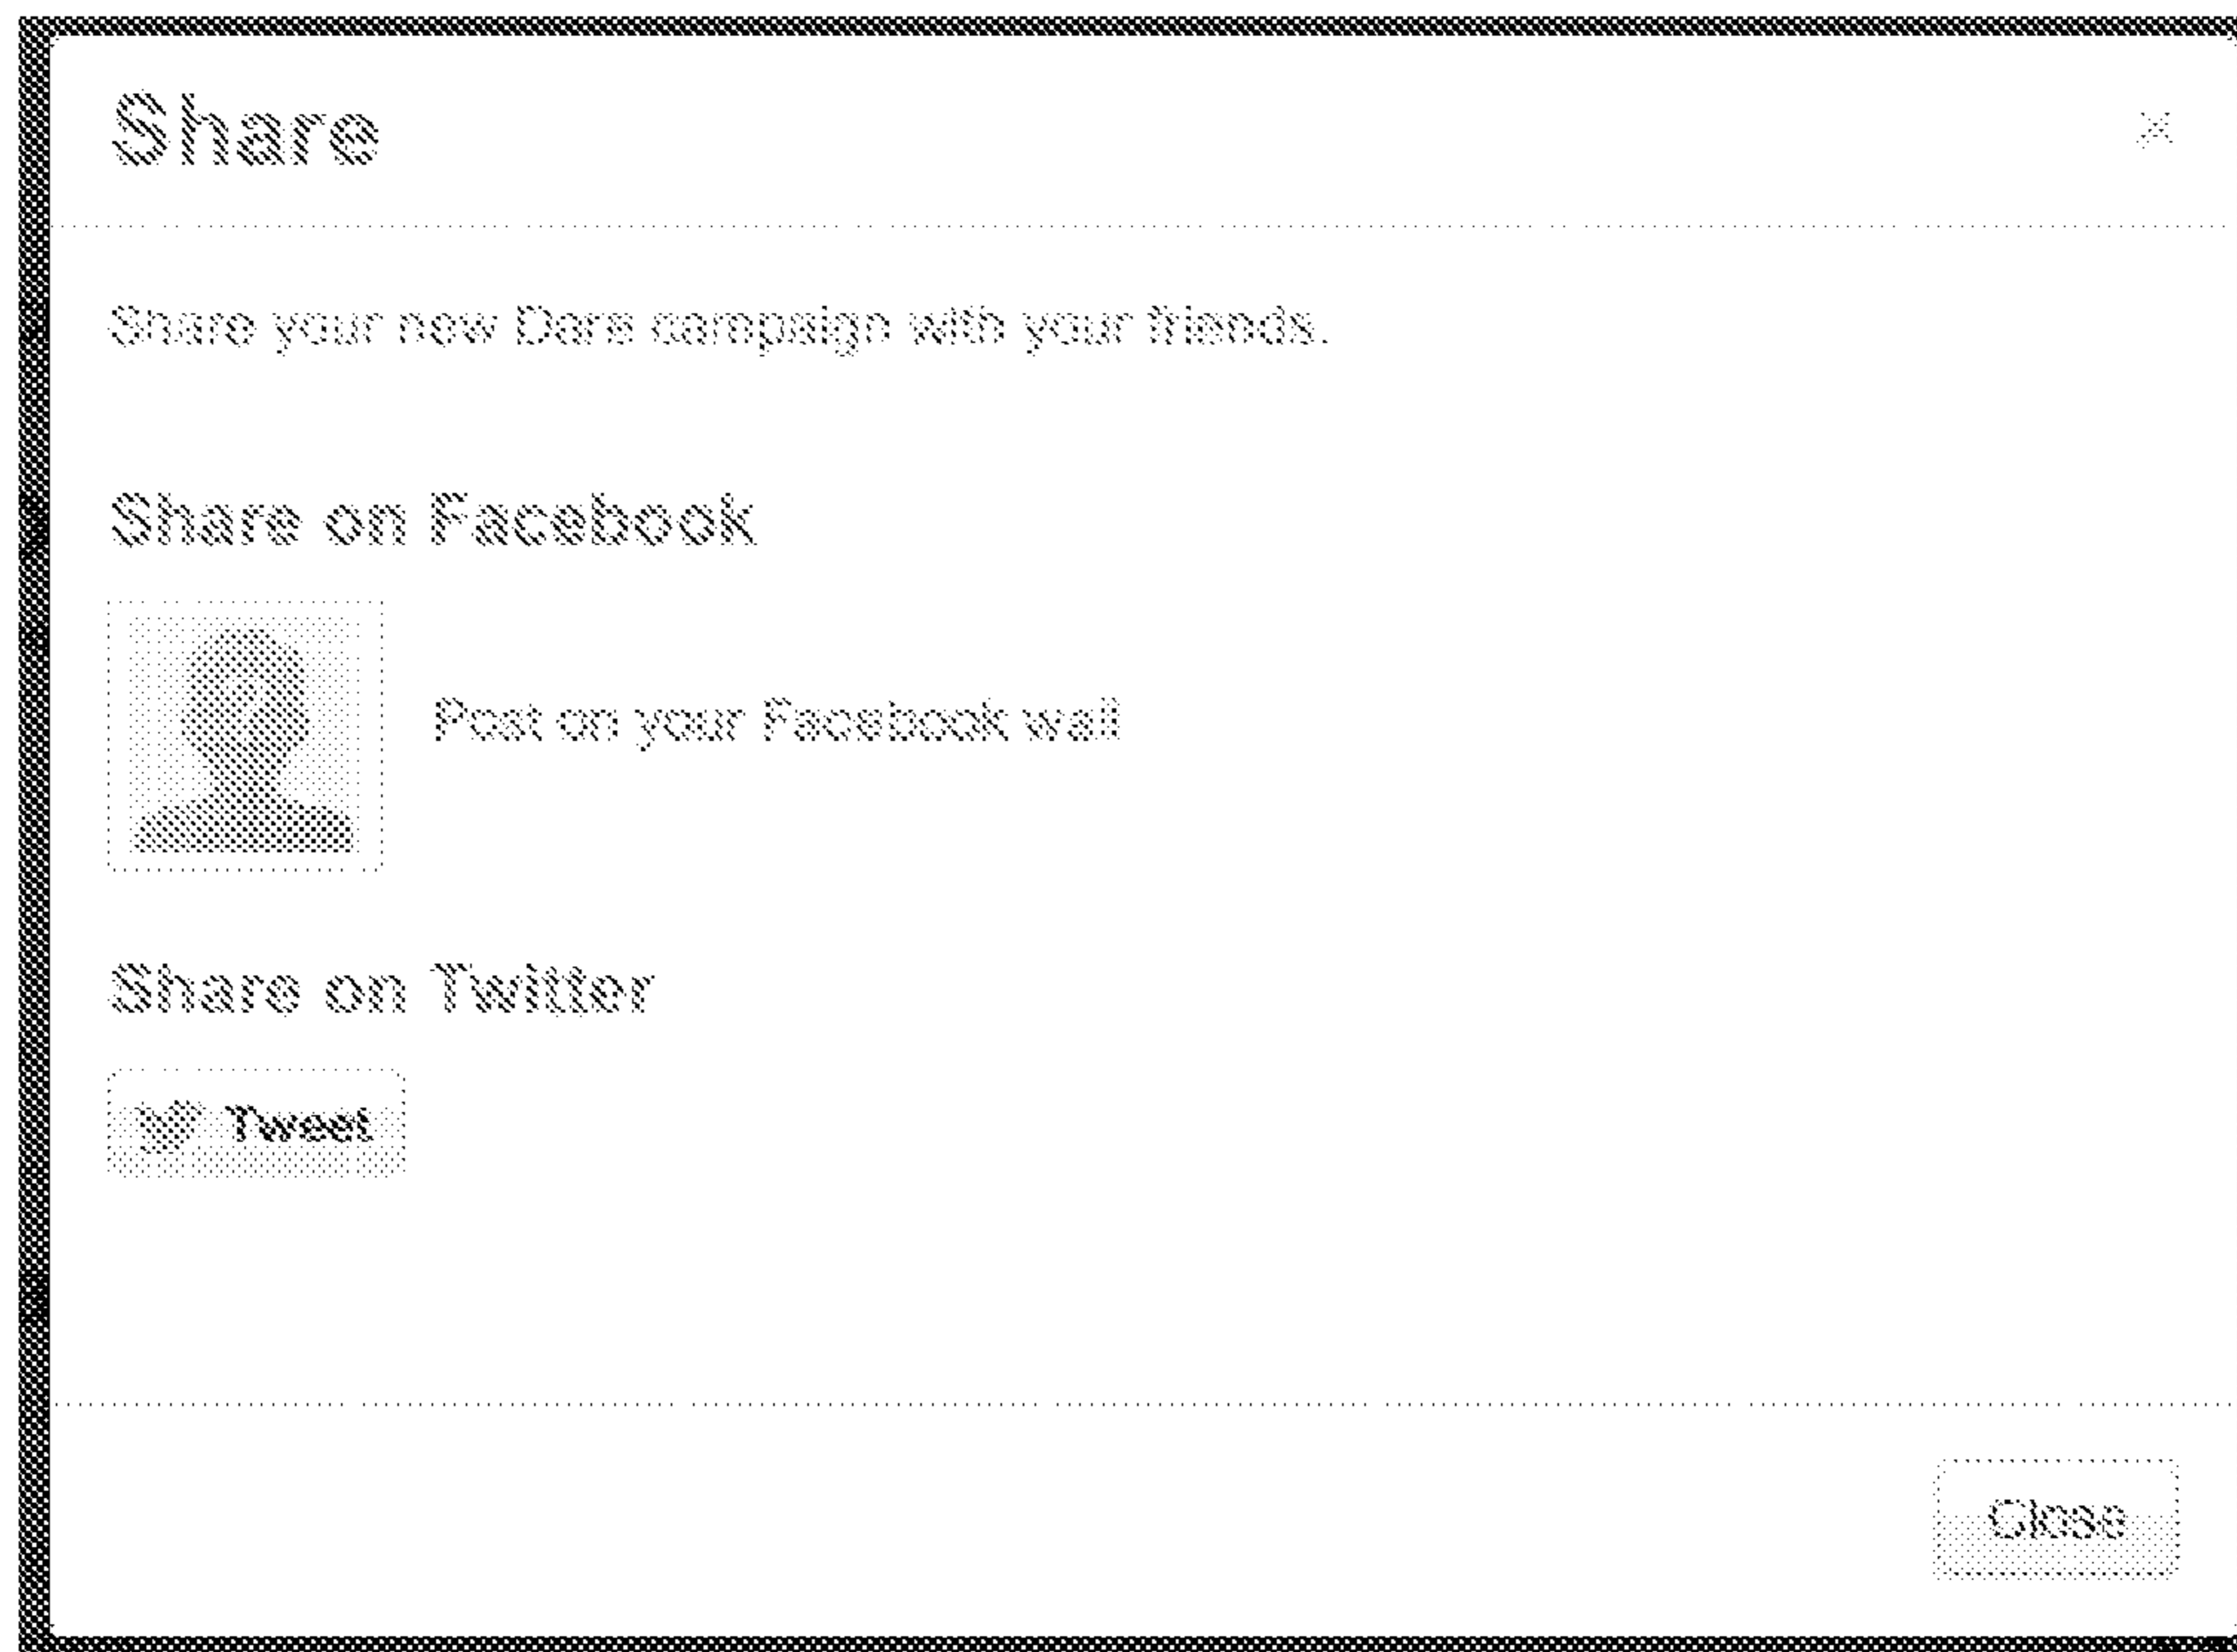 Share ×
Share your new Dare campaign with your friends.
Share on Facebook
Post on your Facebook wall
Share on Twitter
Tweet
Close